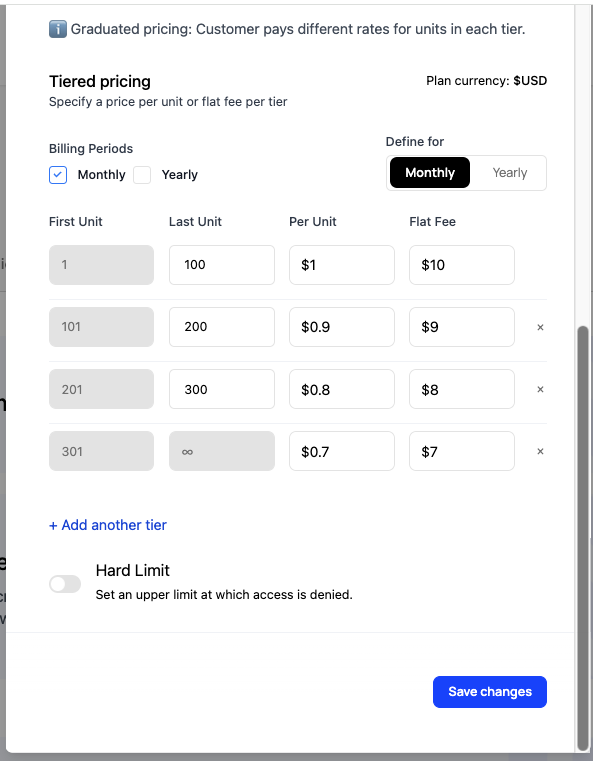 ℹ️ Graduated pricing: Customer pays different rates for units in each tier.
Tiered pricing
Plan currency: $USD
Specify a price per unit or flat fee per tier
Billing Periods
Define for
Monthly Yearly
Monthly Yearly
First Unit Last Unit Per Unit Flat Fee
1 100 $1 $10
101 200 $0.9 $9 ×
201 300 $0.8 $8 ×
301 ∞ $0.7 $7 ×
+ Add another tier
Hard Limit
Set an upper limit at which access is denied.
Save changes